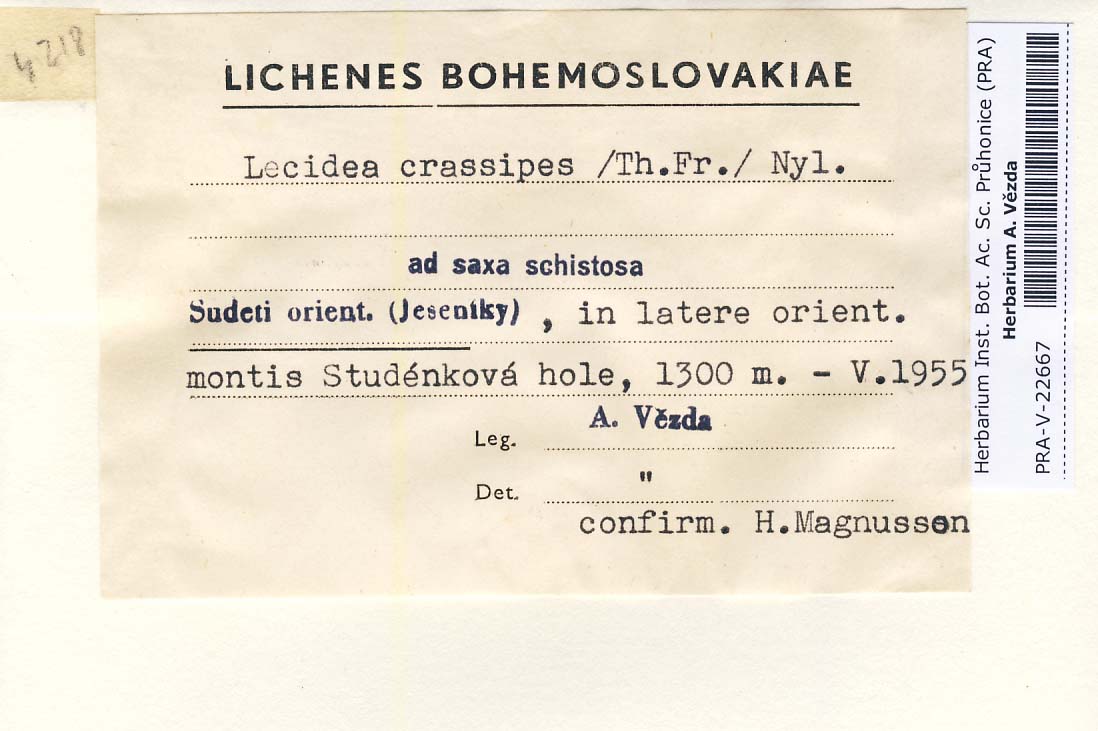 4218
LICHENES BOHEMOSLOVAKIAE
Lecidea crassipes /Th.Fr./ Nyl.
ad saxa schistosa
Sudeti orient. (Jeseníky) , in latere orient.
montis Studénková hole, 1300 m. - V.1955
Leg. A. Vězda
Det. "
confirm. H.Magnusson
Herbarium Inst. Bot. Ac. Sc. Průhonice (PRA)
Herbarium A. Vězda
PRA-V-22667